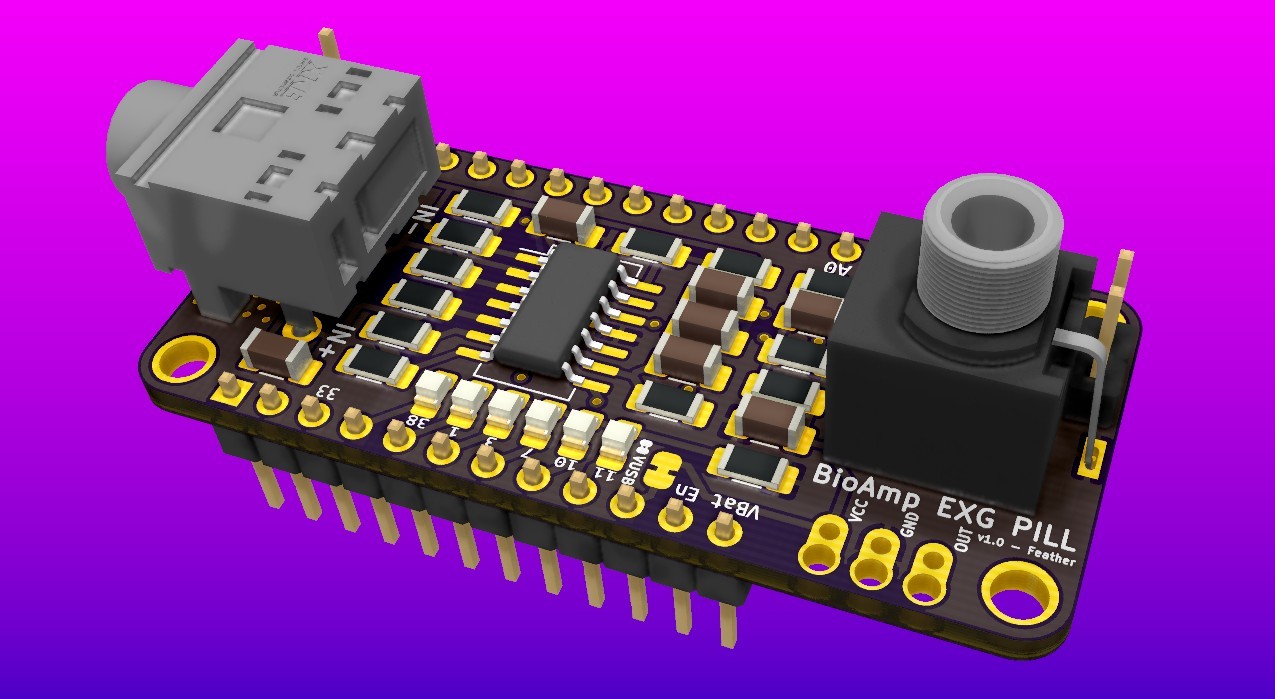 IN-
IN+
A0
33
38
1
3
7
10
11
VUSB
En
VBat
BioAmp EXG PILL
v1.0 — Feather
VCC
GND
OUT